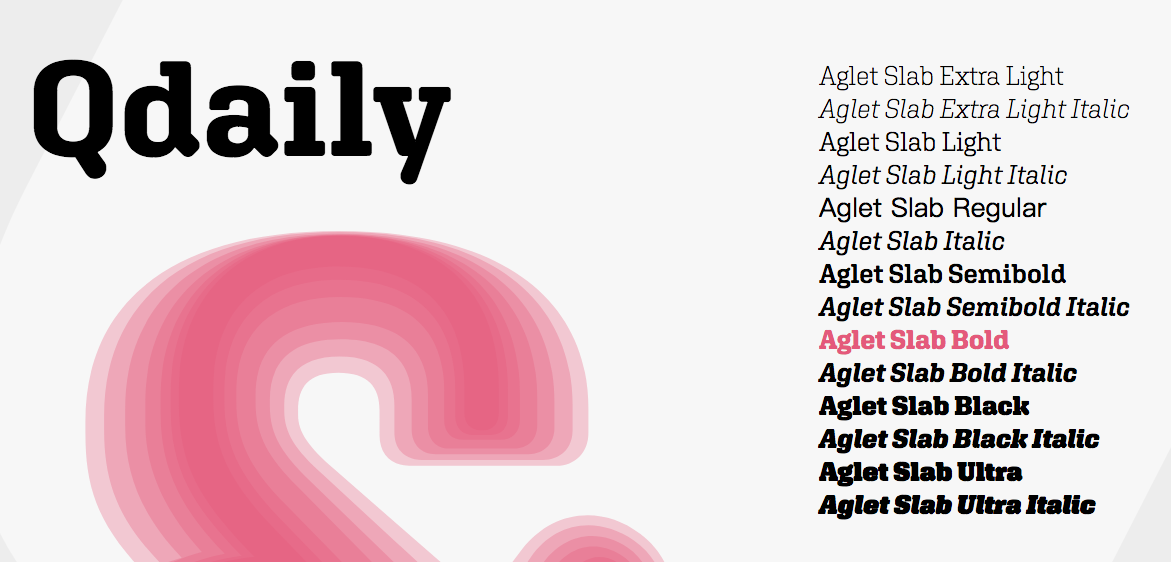 Qdaily
Aglet Slab Extra Light
Aglet Slab Extra Light Italic
Aglet Slab Light
Aglet Slab Light Italic
Aglet Slab Regular
Aglet Slab Italic
Aglet Slab Semibold
Aglet Slab Semibold Italic
Aglet Slab Bold
Aglet Slab Bold Italic
Aglet Slab Black
Aglet Slab Black Italic
Aglet Slab Ultra
Aglet Slab Ultra Italic